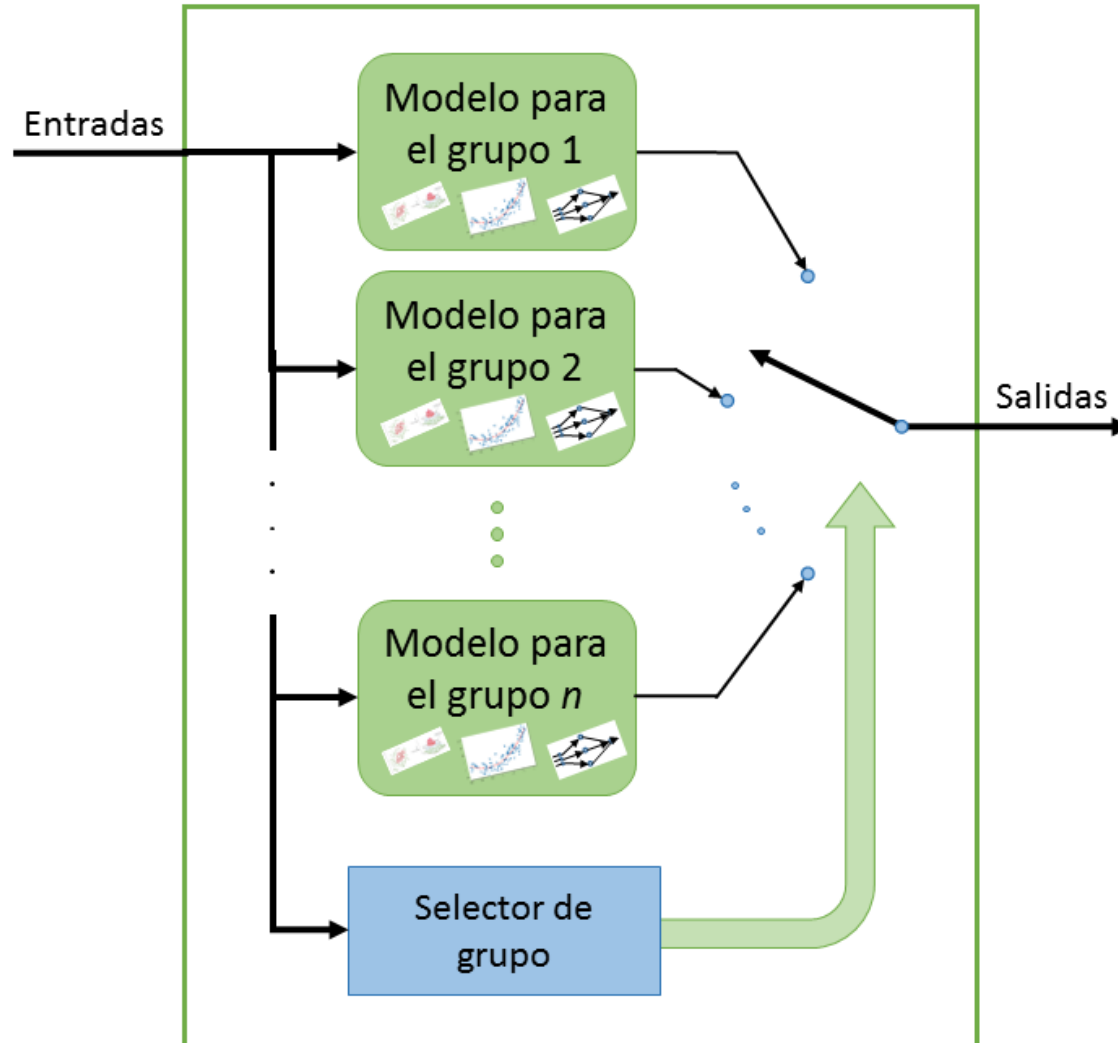 Entradas
Modelo para
el grupo 1
Modelo para
el grupo 2
Salidas
Modelo para
el grupo n
Selector de
grupo